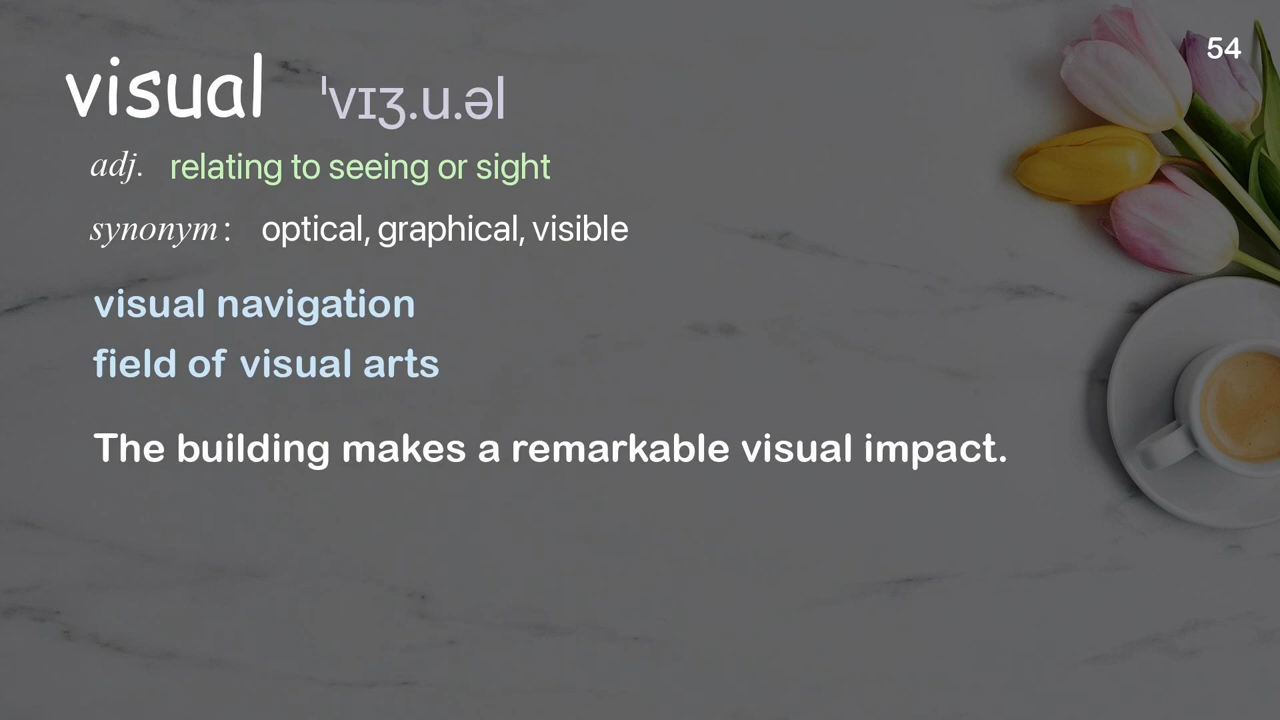 54
visual ˈvɪʒ.u.əl
adj. relating to seeing or sight
synonym: optical, graphical, visible
visual navigation
field of visual arts
The building makes a remarkable visual impact.